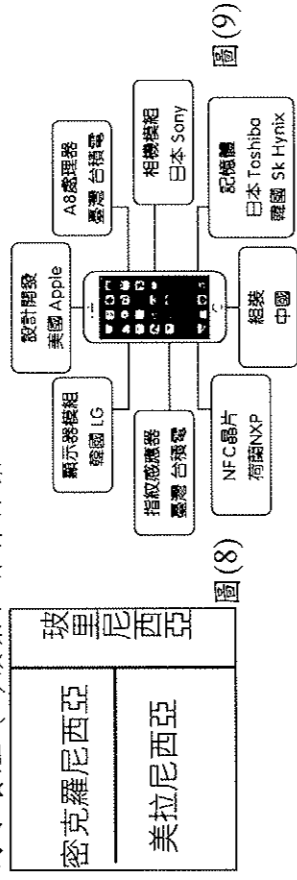 密克羅尼西亞
美拉尼西亞
玻里尼西亞
圖(8)
設計開發
美國 Apple
顯示器模組
韓國 LG
A8處理器
臺灣 台積電
指紋感應器
臺灣 台積電
相機模組
日本 Sony
NFC晶片
荷蘭NXP
組裝
中國
記憶體
日本 Toshiba
韓國 Sk Hynix
圖(9)